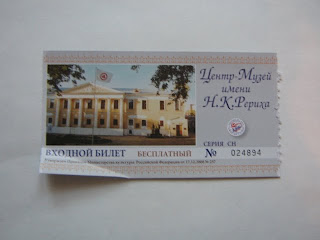 Центр-Музей
имени
Н.К.Рериха
СЕРИЯ СН
ВХОДНОЙ БИЛЕТ БЕСПЛАТНЫЙ № 024894